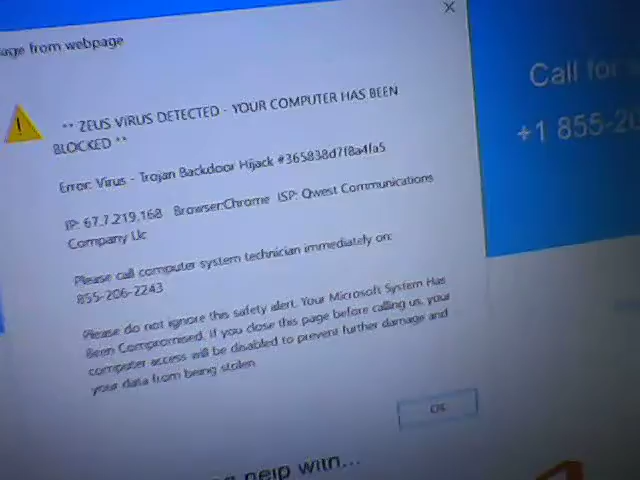 age from webpage
** ZEUS VIRUS DETECTED - YOUR COMPUTER HAS BEEN
BLOCKED **
Error: Virus - Trojan Backdoor Hijack #365838d7f8a4fa5
IP: 67.7.219.168 Browser:Chrome ISP: Qwest Communications
Company Llc
Please call computer system technician immediately on:
855-206-2243
Please do not ignore this safety alert. Your Microsoft System Has
Been Compromised. If you close this page before calling us, your
computer access will be disabled to prevent further damage and
your data from being stolen
OK
Call for
+1 855-20
help with...